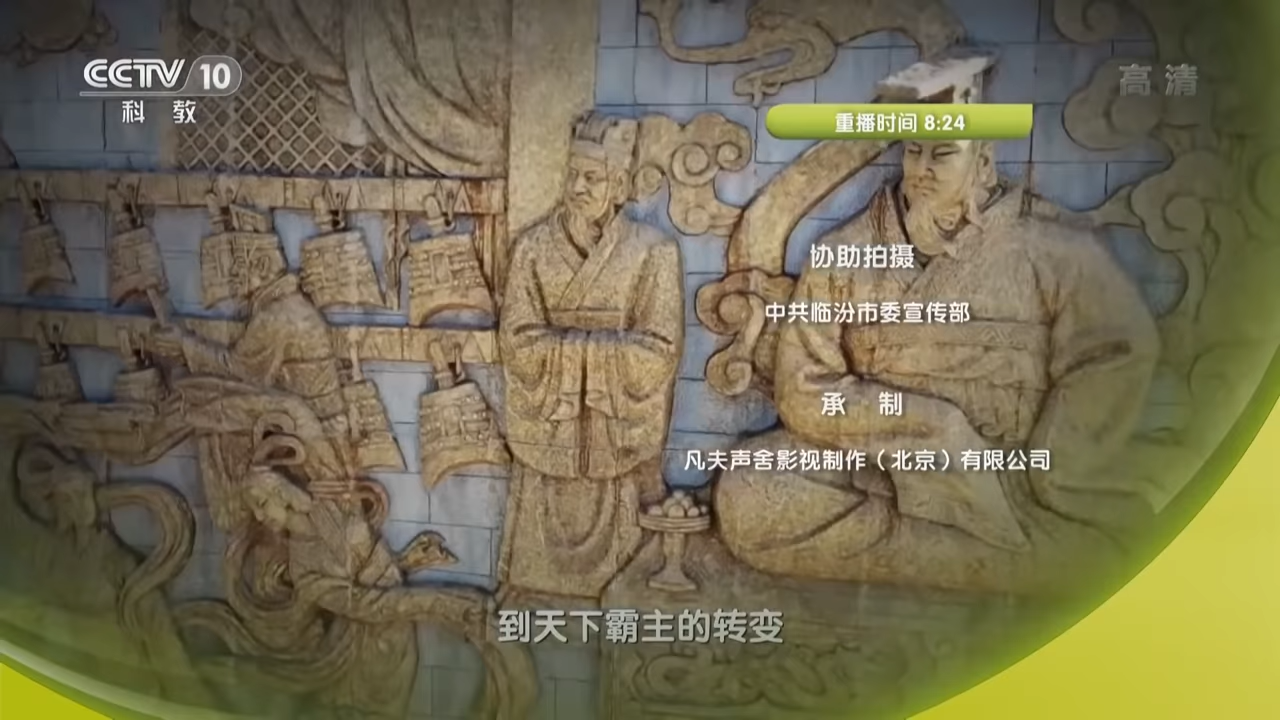 CCTV 10
科教
高清
重播时间 8:24
协助拍摄
中共临汾市委宣传部
承 制
凡夫声舍影视制作（北京）有限公司
到天下霸主的转变